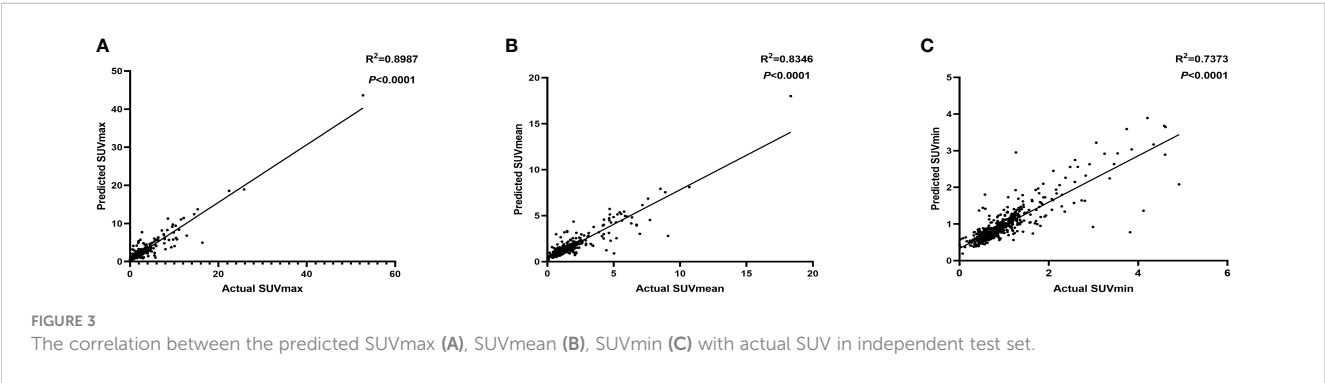 A
R²=0.8987
P<0.0001
50
40
30
20
10
0
Predicted SUVmax
0 20 40 60
Actual SUVmax
B
R²=0.8346
P<0.0001
20
15
10
5
0
Predicted SUVmean
0 5 10 15 20
Actual SUVmean
C
R²=0.7373
P<0.0001
5
4
3
2
1
0
Predicted SUVmin
0 2 4 6
Actual SUVmin
FIGURE 3
The correlation between the predicted SUVmax (A), SUVmean (B), SUVmin (C) with actual SUV in independent test set.